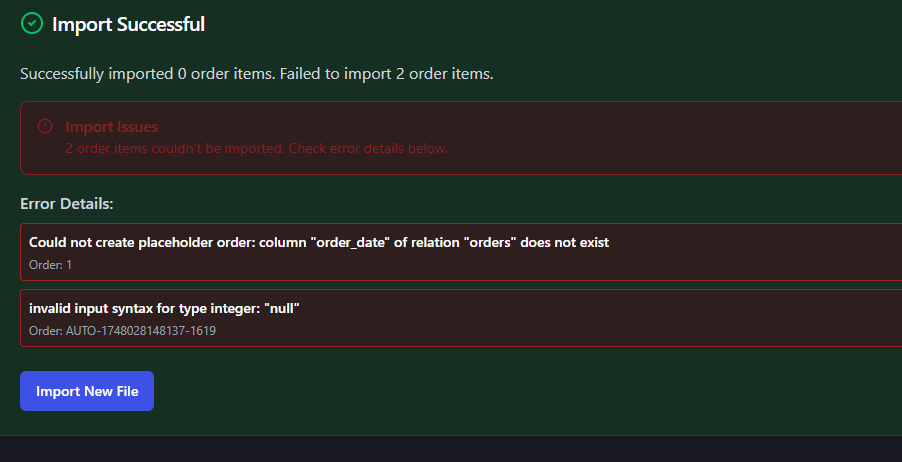 Import Successful
Successfully imported 0 order items. Failed to import 2 order items.
Import Issues
2 order items couldn't be imported. Check error details below.
Error Details:
Could not create placeholder order: column "order_date" of relation "orders" does not exist
Order: 1
invalid input syntax for type integer: "null"
Order: AUTO-1748028148137-1619
Import New File